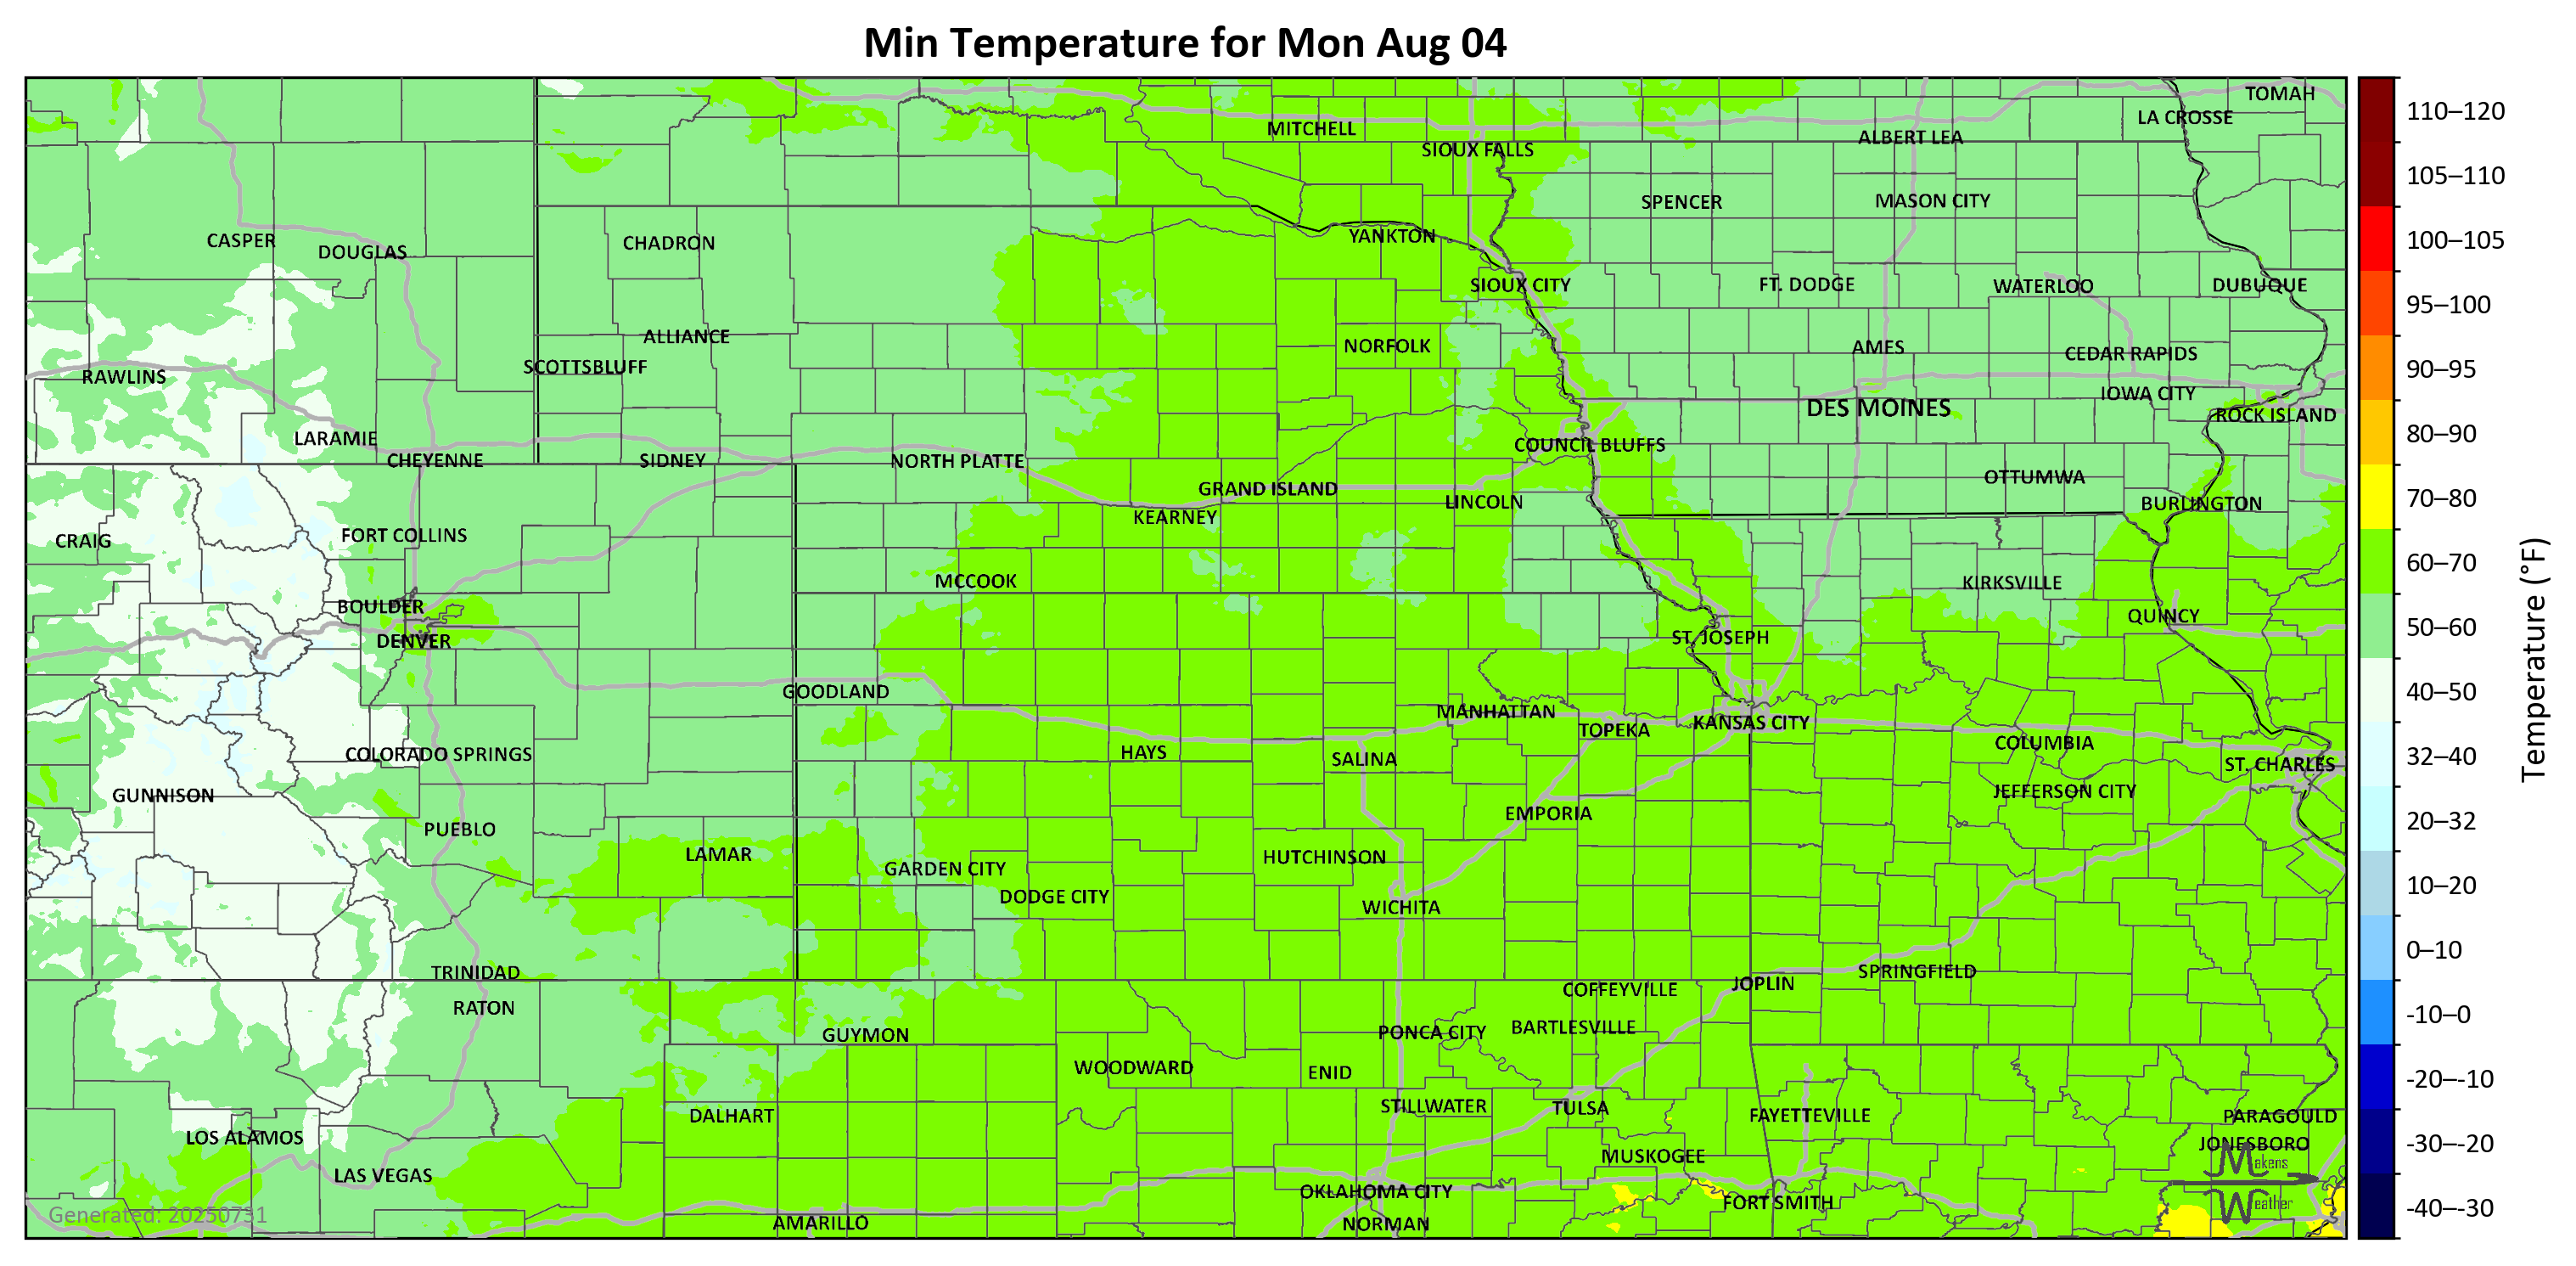 Min Temperature for Mon Aug 04
TOMAH
LA CROSSE
MITCHELL
ALBERT LEA
SIOUX FALLS
SPENCER
MASON CITY
YANKTON
CASPER
CHADRON
DOUGLAS
SIOUX CITY
FT. DODGE
WATERLOO
DUBUQUE
ALLIANCE
NORFOLK
AMES
CEDAR RAPIDS
SCOTTSBLUFF
RAWLINS
IOWA CITY
DES MOINES
ROCK ISLAND
LARAMIE
COUNCIL BLUFFS
CHEYENNE
SIDNEY
NORTH PLATTE
OTTUMWA
GRAND ISLAND
LINCOLN
BURLINGTON
KEARNEY
FORT COLLINS
CRAIG
MCCOOK
KIRKSVILLE
BOULDER
QUINCY
DENVER
ST. JOSEPH
GOODLAND
MANHATTAN
KANSAS CITY
TOPEKA
COLUMBIA
HAYS
COLORADO SPRINGS
SALINA
ST. CHARLES
GUNNISON
JEFFERSON CITY
EMPORIA
PUEBLO
LAMAR
HUTCHINSON
GARDEN CITY
DODGE CITY
WICHITA
TRINIDAD
SPRINGFIELD
JOPLIN
COFFEYVILLE
RATON
BARTLESVILLE
PONCA CITY
GUYMON
WOODWARD
ENID
STILLWATER
TULSA
DALHART
FAYETTEVILLE
PARAGOULD
LOS ALAMOS
JONESBORO
MUSKOGEE
LAS VEGAS
OKLAHOMA CITY
FORT SMITH
AMARILLO
NORMAN
Generated: 20250731
Makens
Weather
110–120
105–110
100–105
95–100
90–95
80–90
70–80
60–70
50–60
40–50
32–40
20–32
10–20
0–10
-10–0
-20–-10
-30–-20
-40–-30
Temperature (°F)